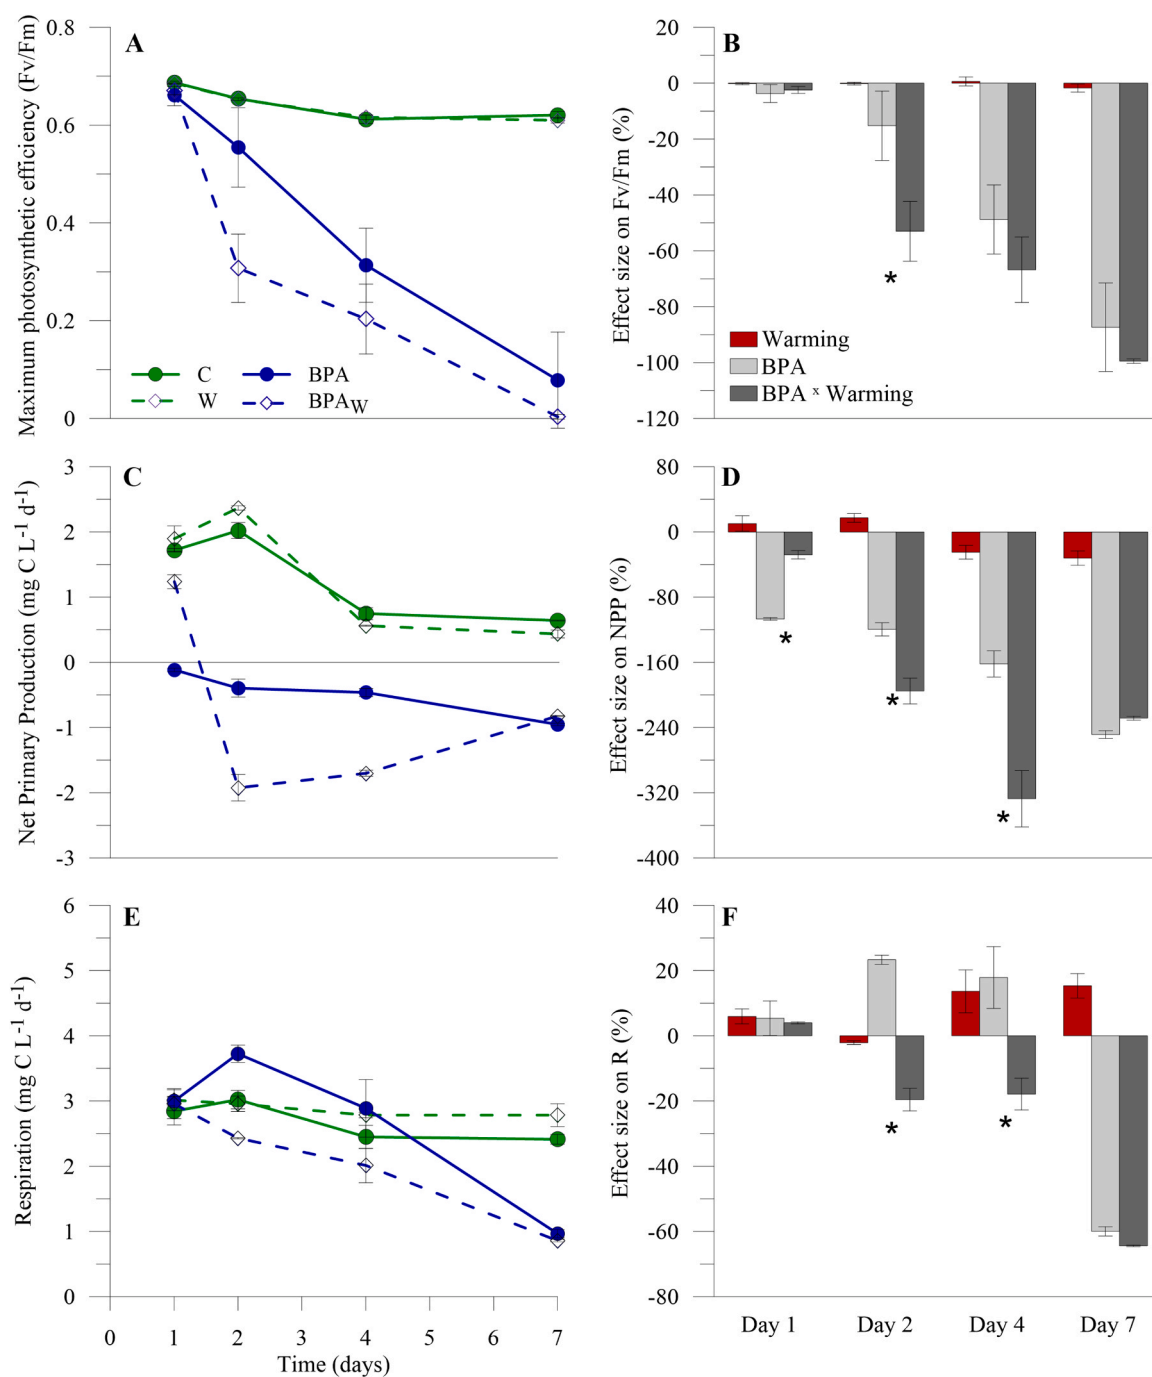 A
Maximum photosynthetic efficiency (Fv/Fm)
0.8
0.6
0.4
0.2
0
C
BPA
W
BPAW
B
Effect size on Fv/Fm (%)
20
0
-20
-40
-60
-80
-100
-120
*
Warming
BPA
BPA x Warming
C
Net Primary Production (mg C L-1 d-1)
3
2
1
0
-1
-2
-3
D
Effect size on NPP (%)
80
0
-80
-160
-240
-320
-400
*
*
*
E
Respiration (mg C L-1 d-1)
6
5
4
3
2
1
0
0 1 2 3 4 5 6 7
Time (days)
F
Effect size on R (%)
40
20
0
-20
-40
-60
-80
*
*
Day 1 Day 2 Day 4 Day 7